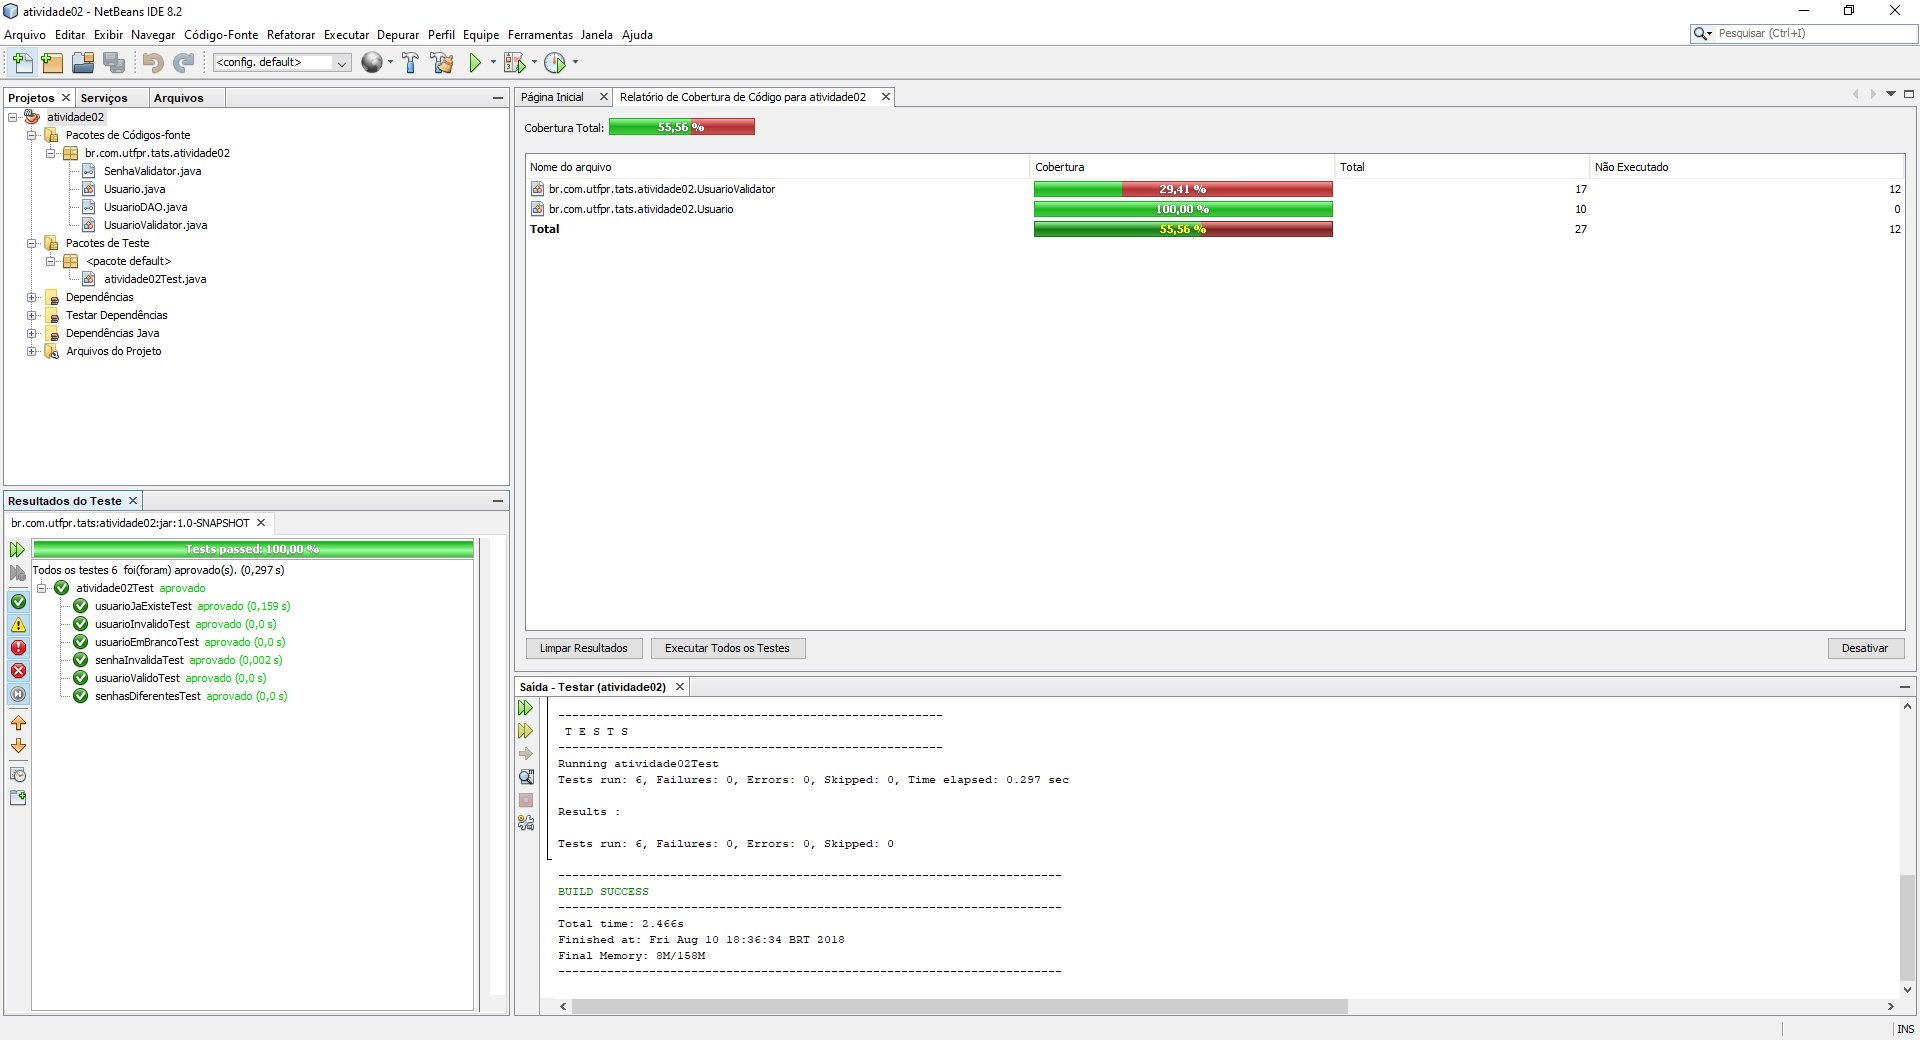 atividade02 - NetBeans IDE 8.2
Arquivo Editar Exibir Navegar Código-Fonte Refatorar Executar Depurar Perfil Equipe Ferramentas Janela Ajuda
Pesquisar (Ctrl+I)
<config. default>
Projetos Serviços Arquivos
atividade02
Pacotes de Códigos-fonte
br.com.utfpr.tats.atividade02
SenhaValidator.java
Usuario.java
UsuarioDAO.java
UsuarioValidator.java
Pacotes de Teste
<pacote default>
atividade02Test.java
Dependências
Testar Dependências
Dependências Java
Arquivos do Projeto
Resultados do Teste
br.com.utfpr.tats:atividade02:jar:1.0-SNAPSHOT
Tests passed: 100,00 %
Todos os testes 6 foi(foram) aprovado(s). (0,297 s)
atividade02Test aprovado
usuarioJaExisteTest aprovado (0,159 s)
usuarioInvalidoTest aprovado (0,0 s)
usuarioEmBrancoTest aprovado (0,0 s)
senhaInvalidaTest aprovado (0,002 s)
usuarioValidoTest aprovado (0,0 s)
senhasDiferentesTest aprovado (0,0 s)
Página Inicial Relatório de Cobertura de Código para atividade02
Cobertura Total: 55,56 %
Nome do arquivo Cobertura Total Não Executado
br.com.utfpr.tats.atividade02.UsuarioValidator 29,41 % 17 12
br.com.utfpr.tats.atividade02.Usuario 100,00 % 10 0
Total 55,56 % 27 12
Limpar Resultados Executar Todos os Testes Desativar
Saída - Testar (atividade02)
-------------------------------------------------------
T E S T S
-------------------------------------------------------
Running atividade02Test
Tests run: 6, Failures: 0, Errors: 0, Skipped: 0, Time elapsed: 0.297 sec
Results :
Tests run: 6, Failures: 0, Errors: 0, Skipped: 0
------------------------------------------------------------------------
BUILD SUCCESS
------------------------------------------------------------------------
Total time: 2.466s
Finished at: Fri Aug 10 18:36:34 BRT 2018
Final Memory: 8M/158M
------------------------------------------------------------------------
INS